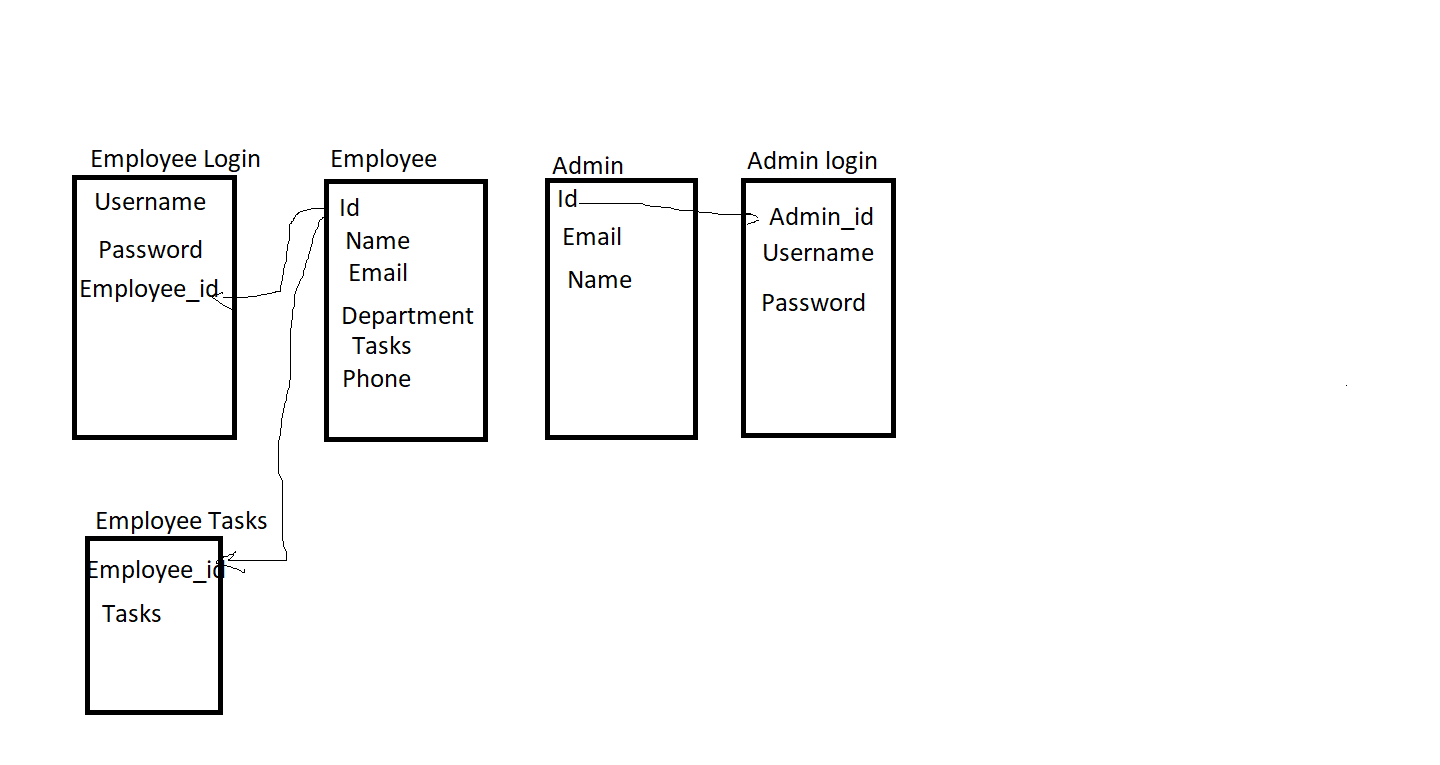 Employee Login
Username
Password
Employee_id
Employee
Id
Name
Email
Department
Tasks
Phone
Admin
Id
Email
Name
Admin login
Admin_id
Username
Password
Employee Tasks
Employee_id
Tasks